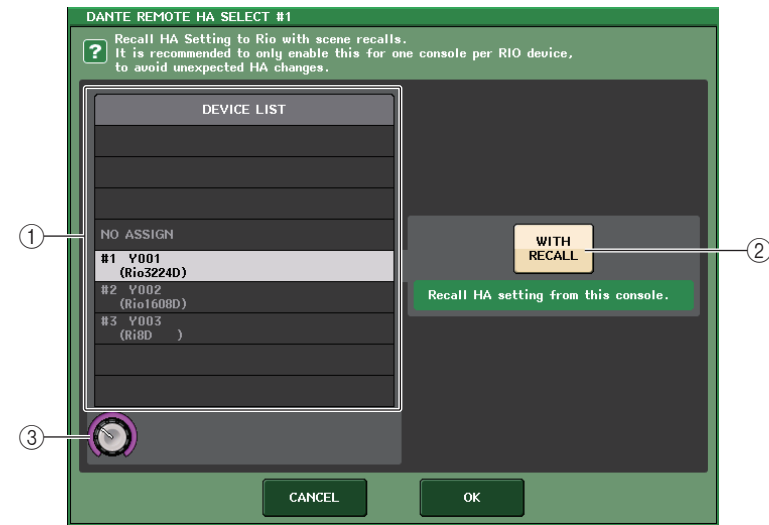 DANTE REMOTE HA SELECT #1
?
Recall HA Setting to Rio with scene recalls.
It is recommended to only enable this for one console per RIO device,
to avoid unexpected HA changes.
DEVICE LIST
NO ASSIGN
#1 Y001
(Rio3224D)
#2 Y002
(Rio1608D)
#3 Y003
(Ri8D )
①
WITH
RECALL
②
Recall HA setting from this console.
③
CANCEL
OK